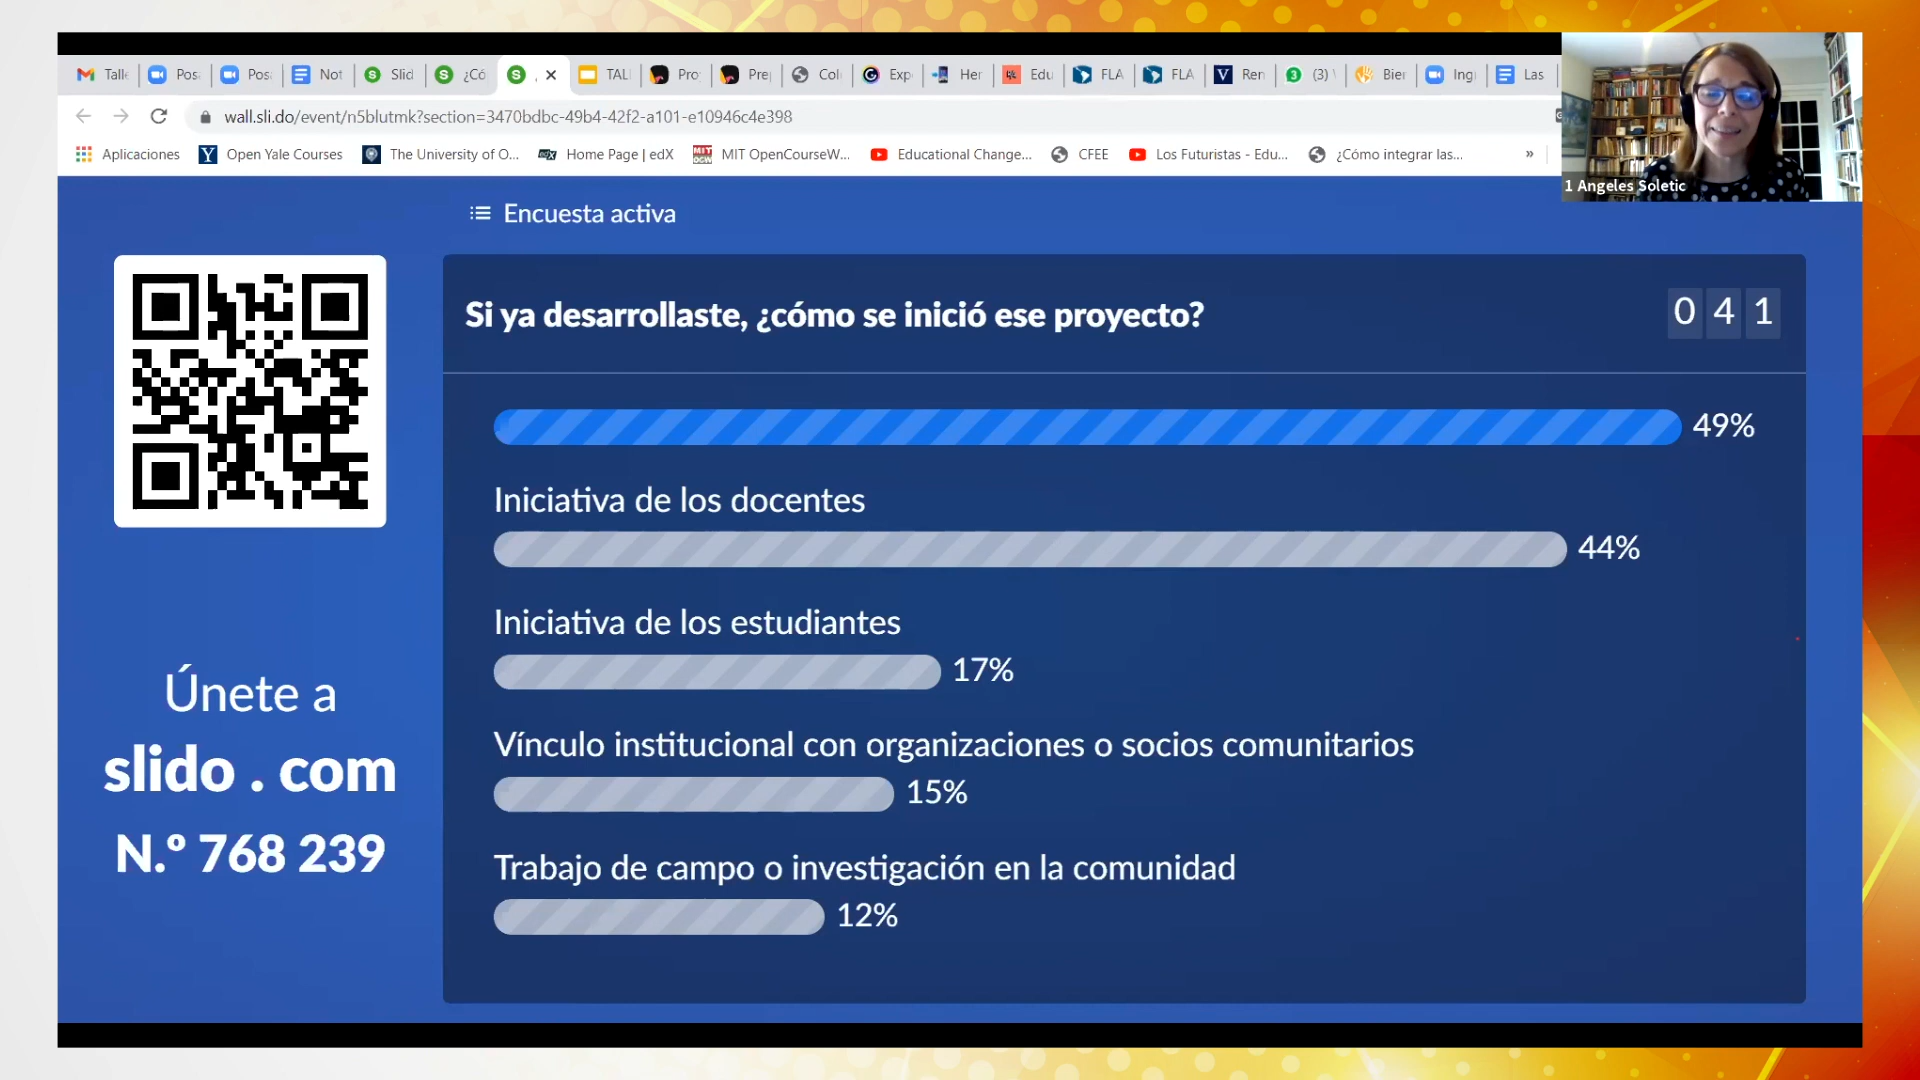 Talle
Pos
Pos
Not
Slid
¿Có
TAL
Pro
Pre
Col
Exp
Her
Edu
FLA
FLA
Ren
(3)
Bier
Ing
Las
wall.sli.do/event/n5blutmk?section=3470bdbc-49b4-42f2-a101-e10946c4e398
Aplicaciones
Open Yale Courses
The University of O...
Home Page | edX
MIT OpenCourseW...
Educational Change...
CFEE
Los Futuristas - Edu...
¿Cómo integrar las...
»
1 Angeles Soletic
Encuesta activa
Si ya desarrollaste, ¿cómo se inició ese proyecto?
041
49%
Iniciativa de los docentes
44%
Iniciativa de los estudiantes
17%
Vínculo institucional con organizaciones o socios comunitarios
15%
Trabajo de campo o investigación en la comunidad
12%
Únete a
slido . com
N.º 768 239